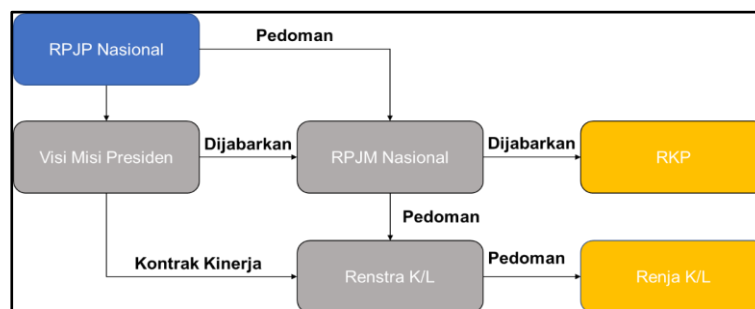 Pedoman
RPJP Nasional
Visi Misi Presiden
Dijabarkan
RPJM Nasional
Dijabarkan
RKP
Pedoman
Kontrak Kinerja
Renstra K/L
Pedoman
Renja K/L